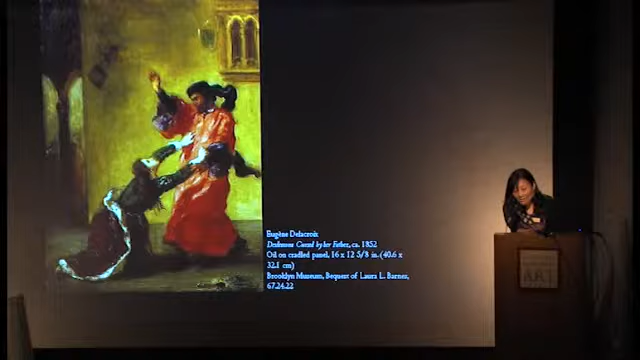 Eugène Delacroix
Desdemona Cursed by her Father, ca. 1852
Oil on cradled panel, 16 x 12 5/8 in. (40.6 x
32.1 cm)
Brooklyn Museum, Bequest of Laura L. Barnes,
67.24.22
ART